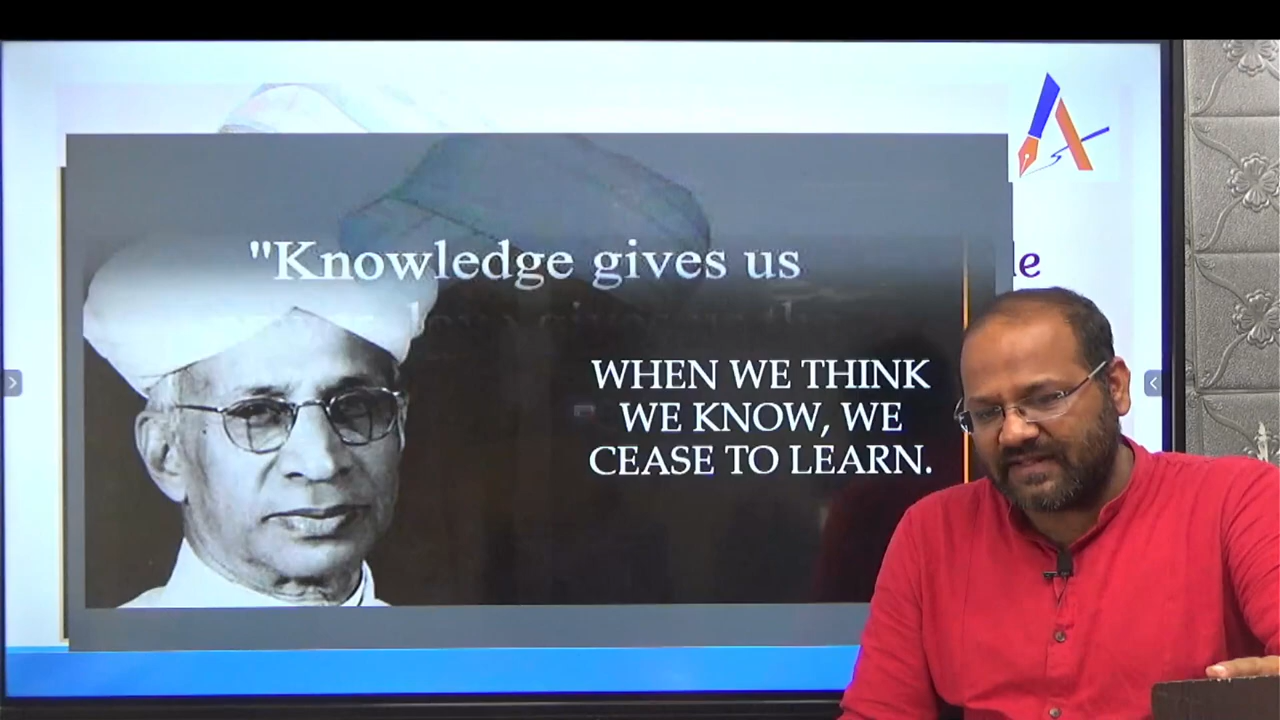 "Knowledge gives us
WHEN WE THINK
WE KNOW, WE
CEASE TO LEARN.